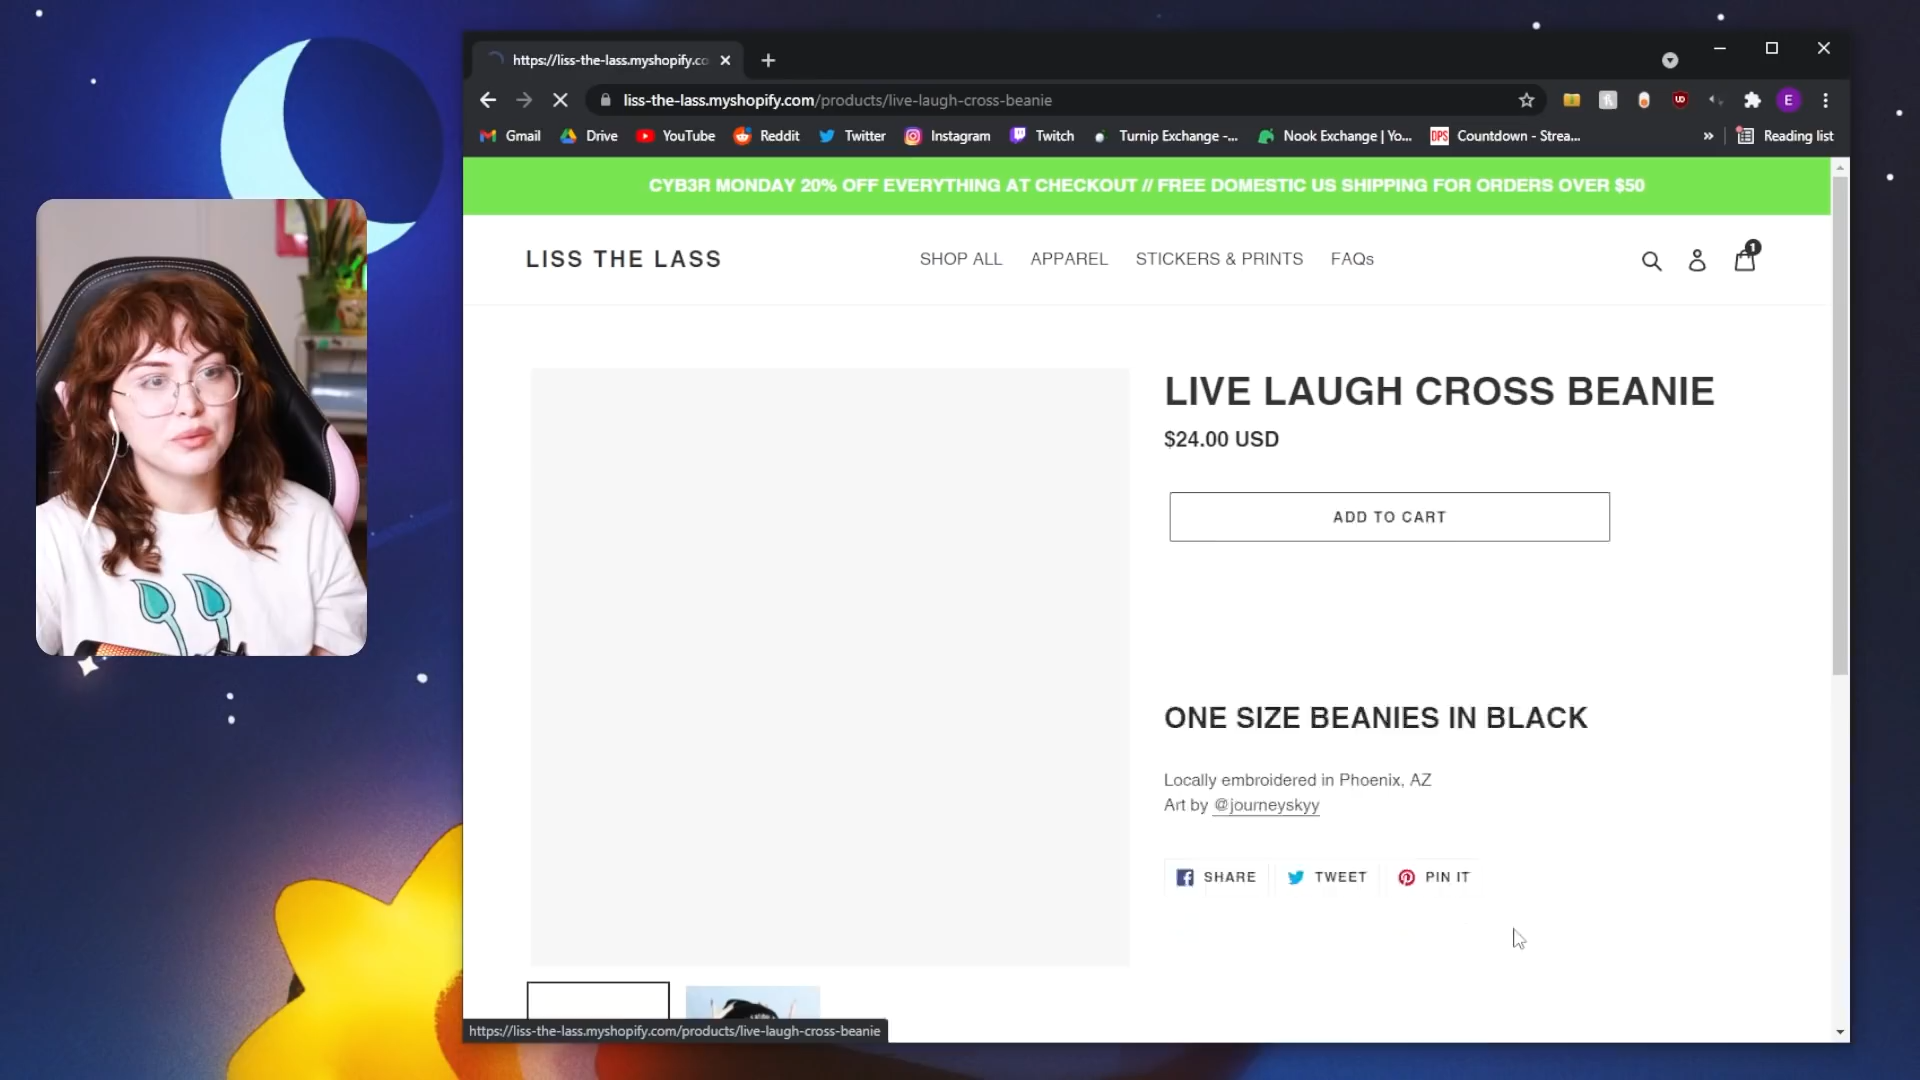 https://liss-the-lass.myshopify.co
liss-the-lass.myshopify.com/products/live-laugh-cross-beanie
E
Gmail Drive YouTube Reddit Twitter Instagram Twitch Turnip Exchange -... Nook Exchange | Yo... DPS Countdown - Strea... » Reading list
CYB3R MONDAY 20% OFF EVERYTHING AT CHECKOUT // FREE DOMESTIC US SHIPPING FOR ORDERS OVER $50
LISS THE LASS SHOP ALL APPAREL STICKERS & PRINTS FAQs 1
LIVE LAUGH CROSS BEANIE
$24.00 USD
ADD TO CART
ONE SIZE BEANIES IN BLACK
Locally embroidered in Phoenix, AZ
Art by @journeyskyy
SHARE TWEET PIN IT
https://liss-the-lass.myshopify.com/products/live-laugh-cross-beanie